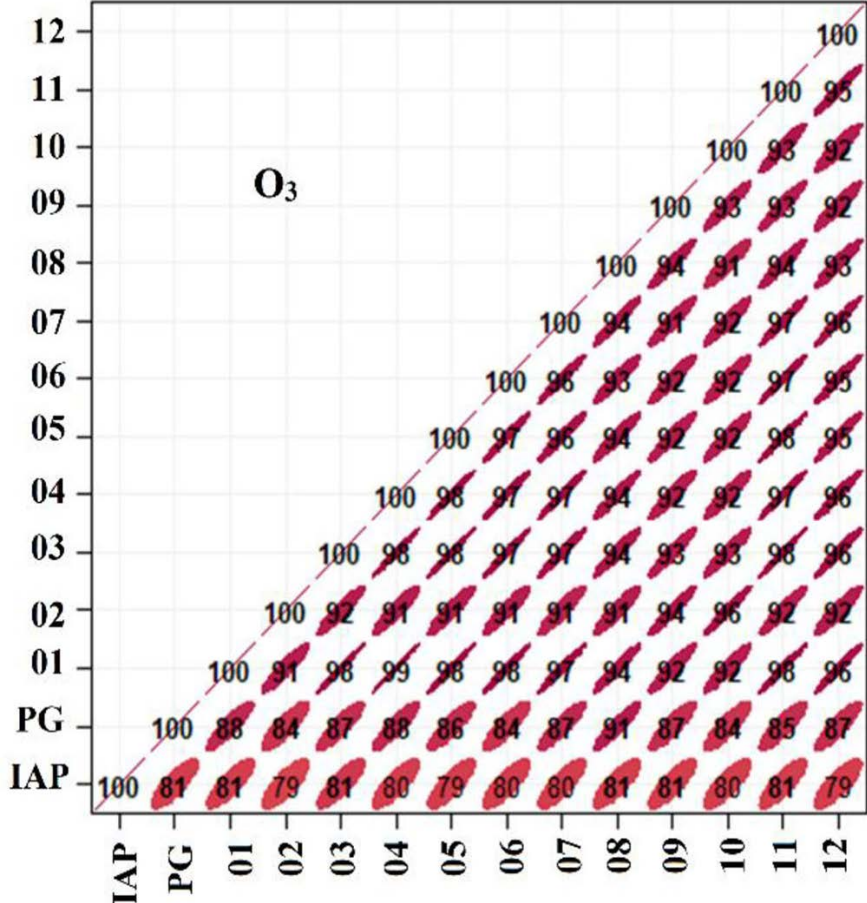 12 100
11 100 95
10 100 93 92
O₃
09 100 93 93 92
08 100 94 91 94 93
07 100 94 91 92 97 96
06 100 96 93 92 92 97 95
05 100 97 96 94 92 92 98 95
04 100 98 97 97 94 92 92 97 96
03 100 98 98 97 97 94 93 93 98 96
02 100 92 91 91 91 91 91 94 96 92 92
01 100 91 98 99 98 98 97 94 92 92 98 96
PG 100 88 84 87 88 86 84 87 91 87 84 85 87
IAP 100 81 81 79 81 80 79 80 80 81 81 80 81 79
IAP PG 01 02 03 04 05 06 07 08 09 10 11 12